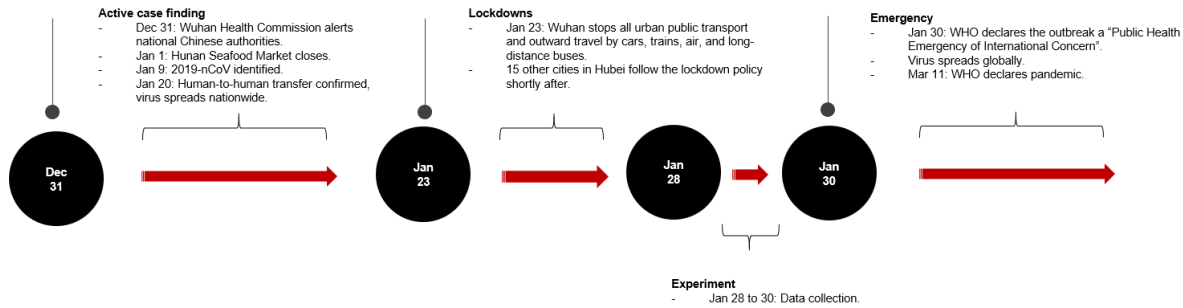 Active case finding
- Dec 31: Wuhan Health Commission alerts
national Chinese authorities.
- Jan 1: Hunan Seafood Market closes.
- Jan 9: 2019-nCoV identified.
- Jan 20: Human-to-human transfer confirmed,
virus spreads nationwide.
Lockdowns
- Jan 23: Wuhan stops all urban public transport
and outward travel by cars, trains, air, and long-
distance buses.
- 15 other cities in Hubei follow the lockdown policy
shortly after.
Emergency
- Jan 30: WHO declares the outbreak a “Public Health
Emergency of International Concern”.
- Virus spreads globally.
- Mar 11: WHO declares pandemic.
Dec
31
Jan
23
Jan
28
Jan
30
Experiment
- Jan 28 to 30: Data collection.